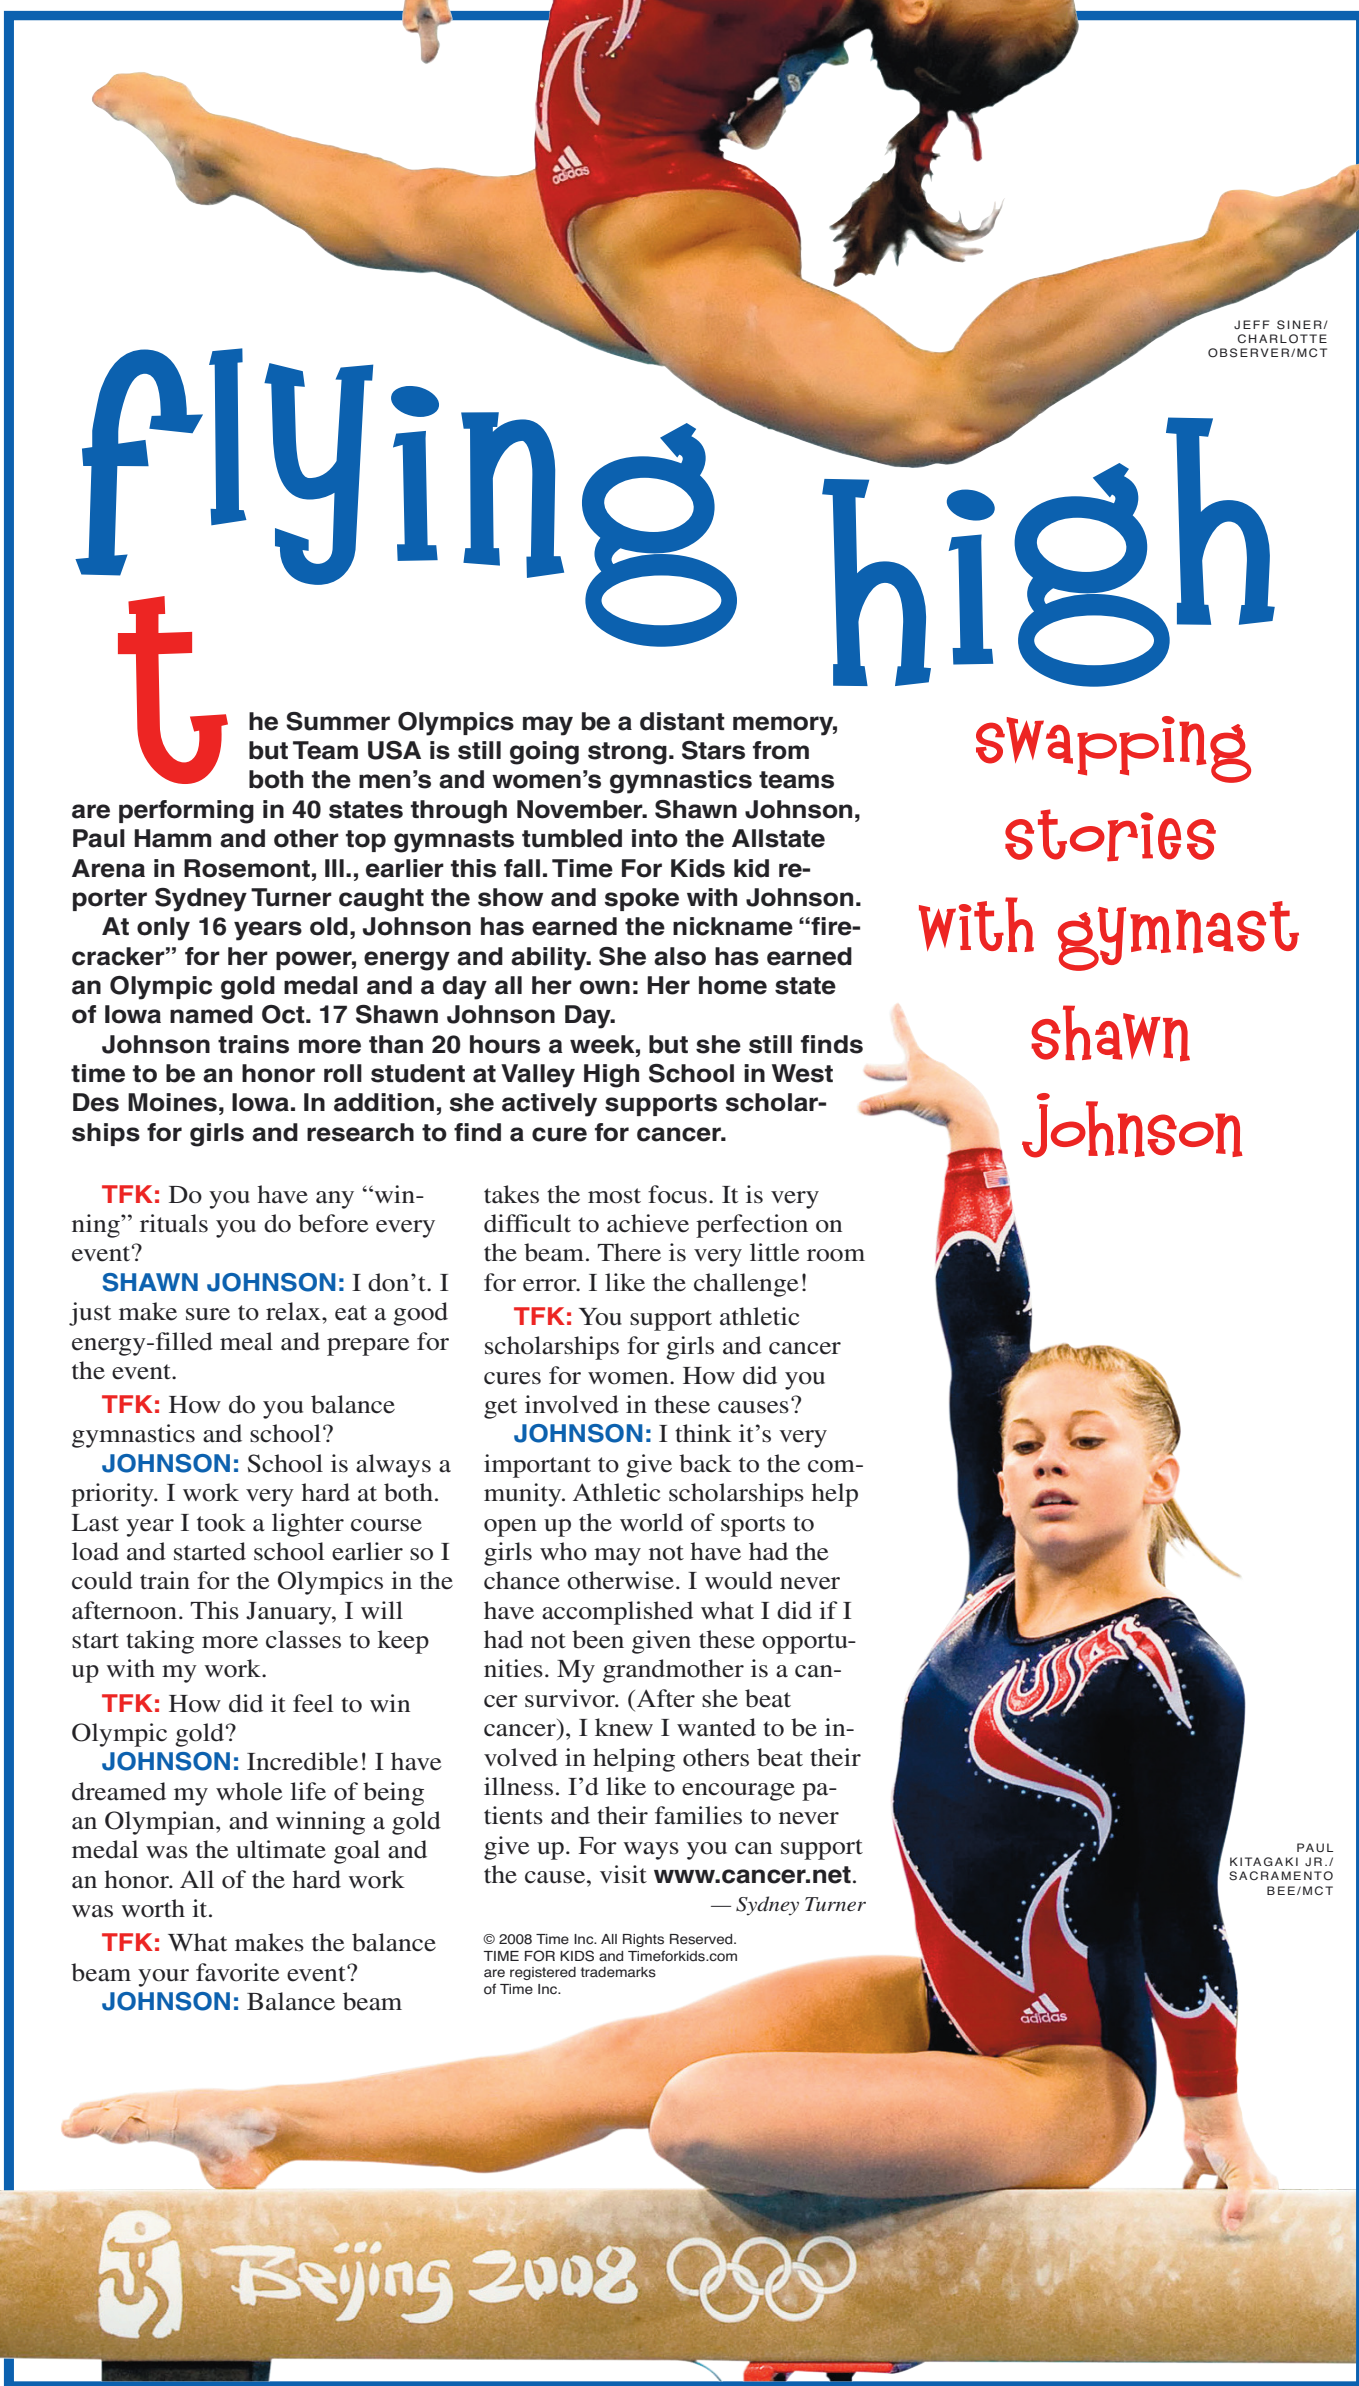 adidas
JEFF SINER/
CHARLOTTE
OBSERVER/MCT
flying high
swapping
stories
with gymnast
shawn
johnson
the Summer Olympics may be a distant memory,
but Team USA is still going strong. Stars from
both the men's and women's gymnastics teams
are performing in 40 states through November. Shawn Johnson,
Paul Hamm and other top gymnasts tumbled into the Allstate
Arena in Rosemont, Ill., earlier this fall. Time For Kids kid re-
porter Sydney Turner caught the show and spoke with Johnson.
At only 16 years old, Johnson has earned the nickname “fire-
cracker” for her power, energy and ability. She also has earned
an Olympic gold medal and a day all her own: Her home state
of Iowa named Oct. 17 Shawn Johnson Day.
Johnson trains more than 20 hours a week, but she still finds
time to be an honor roll student at Valley High School in West
Des Moines, Iowa. In addition, she actively supports scholar-
ships for girls and research to find a cure for cancer.
TFK: Do you have any “win-
ning” rituals you do before every
event?
SHAWN JOHNSON: I don't. I
just make sure to relax, eat a good
energy-filled meal and prepare for
the event.
TFK: How do you balance
gymnastics and school?
JOHNSON: School is always a
priority. I work very hard at both.
Last year I took a lighter course
load and started school earlier so I
could train for the Olympics in the
afternoon. This January, I will
start taking more classes to keep
up with my work.
TFK: How did it feel to win
Olympic gold?
JOHNSON: Incredible! I have
dreamed my whole life of being
an Olympian, and winning a gold
medal was the ultimate goal and
an honor. All of the hard work
was worth it.
TFK: What makes the balance
beam your favorite event?
JOHNSON: Balance beam
takes the most focus. It is very
difficult to achieve perfection on
the beam. There is very little room
for error. I like the challenge!
TFK: You support athletic
scholarships for girls and cancer
cures for women. How did you
get involved in these causes?
JOHNSON: I think it's very
important to give back to the com-
munity. Athletic scholarships help
open up the world of sports to
girls who may not have had the
chance otherwise. I would never
have accomplished what I did if I
had not been given these opportu-
nities. My grandmother is a can-
cer survivor. (After she beat
cancer), I knew I wanted to be in-
volved in helping others beat their
illness. I'd like to encourage pa-
tients and their families to never
give up. For ways you can support
the cause, visit www.cancer.net.
— Sydney Turner
© 2008 Time Inc. All Rights Reserved.
TIME FOR KIDS and Timeforkids.com
are registered trademarks
of Time Inc.
USA
PAUL
KITAGAKI JR./
SACRAMENTO
BEE/MCT
adidas
Beijing 2008